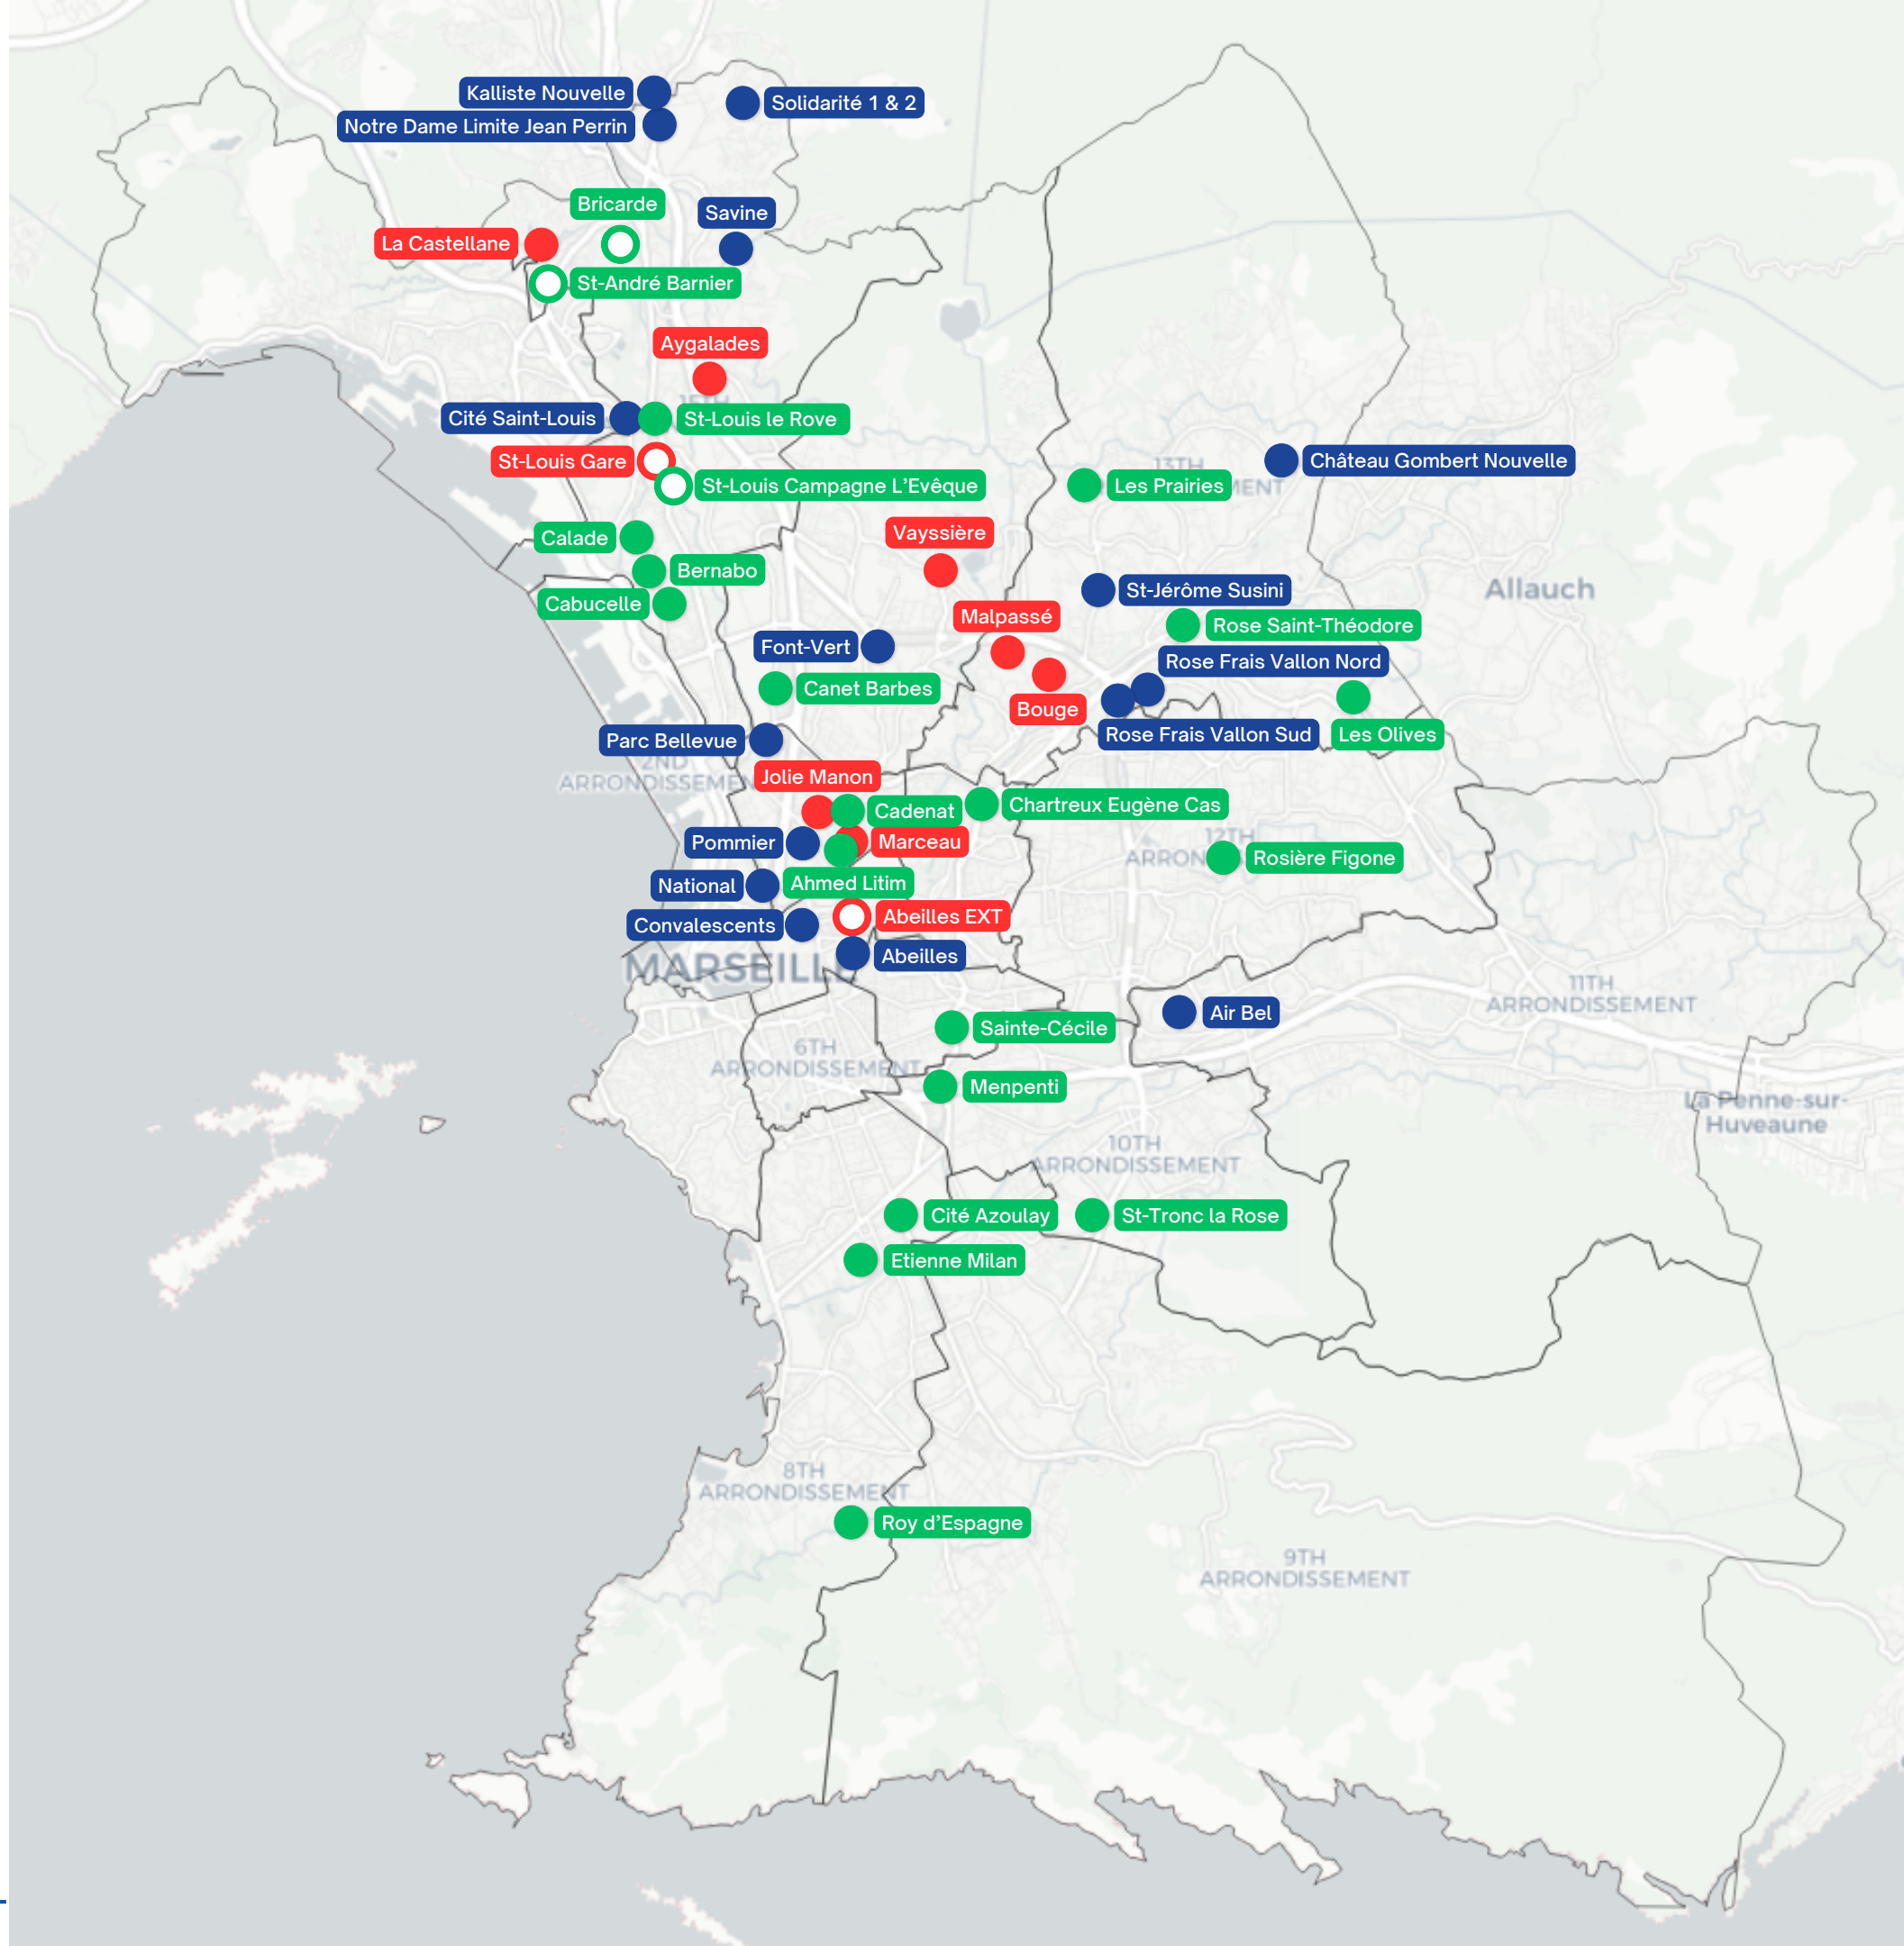 Kalliste Nouvelle
Solidarité 1 & 2
Notre Dame Limite Jean Perrin
Bricarde
Savine
La Castellane
St-André Barnier
Aygalades
Cité Saint-Louis
St-Louis le Rove
St-Louis Gare
Château Gombert Nouvelle
13TH
St-Louis Campagne L’Evêque
Les Prairies
Vayssière
Calade
Bernabo
St-Jérôme Susini
Allauch
Cabucelle
Malpassé
Rose Saint-Théodore
Font-Vert
Rose Frais Vallon Nord
Canet Barbes
Bouge
Rose Frais Vallon Sud
Les Olives
Parc Bellevue
2ND
ARRONDISSEMEN
Jolie Manon
Cadenat
Chartreux Eugène Cas
Pommier
Marceau
12TH
Rosière Figone
National
Ahmed Litim
Abeilles EXT
Convalescents
Abeilles
MARSEILLE
11TH
ARRONDISSEMENT
Air Bel
Sainte-Cécile
6TH
ARRONDISSEMENT
Menpenti
La Penne-sur-
Huveaune
10TH
ARRONDISSEMENT
Cité Azoulay
St-Tronc la Rose
Etienne Milan
8TH
ARRONDISSEMENT
Roy d’Espagne
9TH
ARRONDISSEMENT